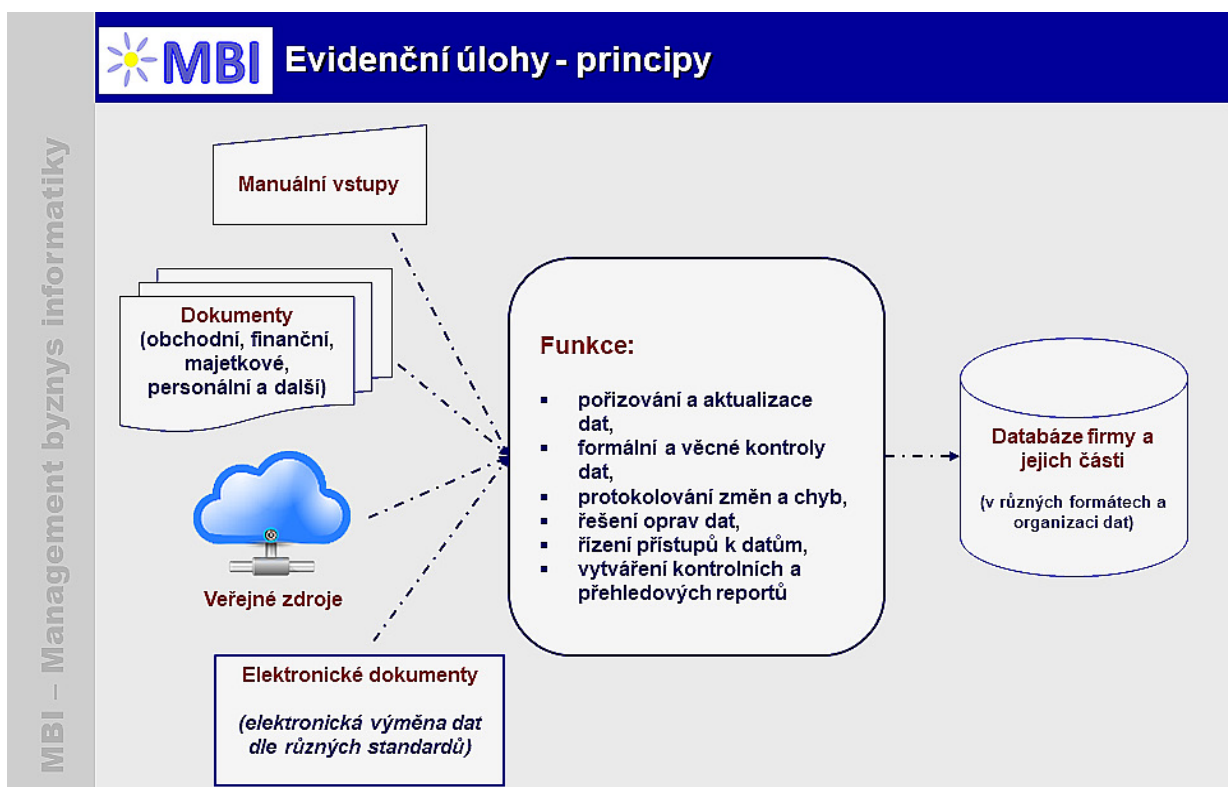 MBI
Evidenční úlohy - principy
MBI – Management byznys informatiky
Manuální vstupy
Dokumenty
(obchodní, finanční,
majetkové,
personální a další)
Veřejné zdroje
Elektronické dokumenty
(elektronická výměna dat
dle různých standardů)
Funkce:
▪ pořizování a aktualizace
dat,
▪ formální a věcné kontroly
dat,
▪ protokolování změn a chyb,
▪ řešení oprav dat,
▪ řízení přístupů k datům,
▪ vytváření kontrolních a
přehledových reportů
Databáze firmy a
jejich části
(v různých formátech a
organizaci dat)